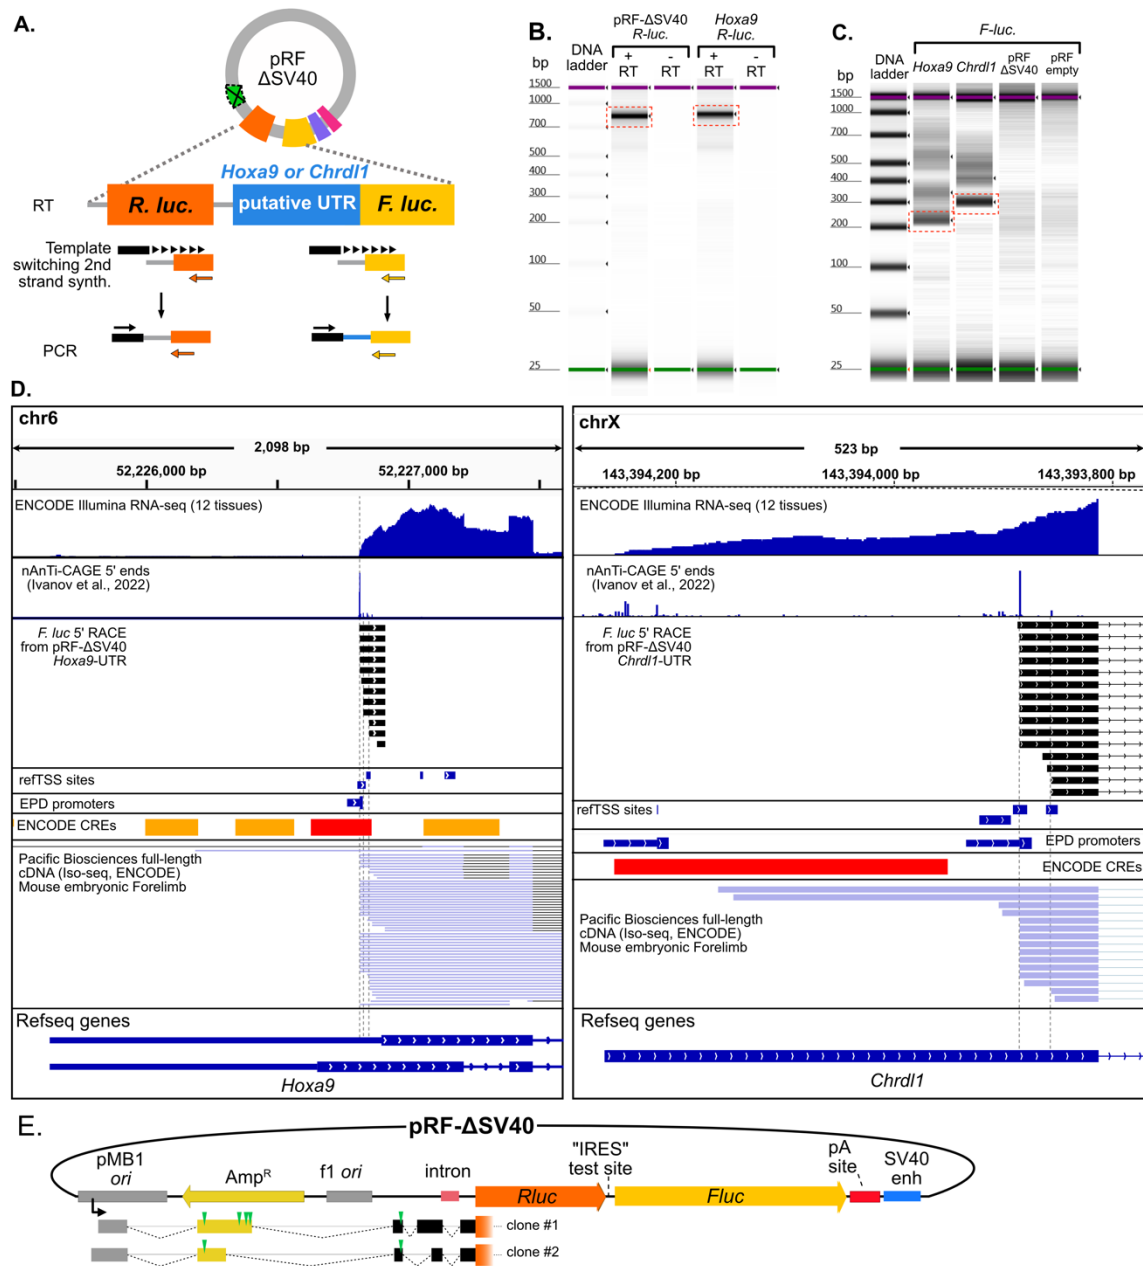 A.
pRF
ΔSV40
Hoxa9 or Chrdl1
RT
R. luc.
putative UTR
F. luc.
Template
switching 2nd
strand synth.
PCR
B.
pRF-ΔSV40
R-luc.
Hoxa9
R-luc.
DNA
ladder
+
RT
-
RT
+
RT
-
RT
bp
1500
1000
700
500
400
300
200
100
50
25
C.
F-luc.
DNA
ladder
Hoxa9
Chrdl1
pRF
ΔSV40
pRF
empty
bp
1500
1000
700
500
400
300
200
100
50
25
D.
chr6
2,098 bp
52,226,000 bp
52,227,000 bp
ENCODE Illumina RNA-seq (12 tissues)
nAnTi-CAGE 5' ends
(Ivanov et al., 2022)
F. luc 5' RACE
from pRF-ΔSV40
Hoxa9-UTR
refTSS sites
EPD promoters
ENCODE CREs
Pacific Biosciences full-length
cDNA (Iso-seq, ENCODE)
Mouse embryonic Forelimb
Refseq genes
Hoxa9
chrX
523 bp
143,394,200 bp
143,394,000 bp
143,393,800 bp
ENCODE Illumina RNA-seq (12 tissues)
nAnTi-CAGE 5' ends
(Ivanov et al., 2022)
F. luc 5' RACE
from pRF-ΔSV40
Chrdl1-UTR
refTSS sites
EPD promoters
ENCODE CREs
Pacific Biosciences full-length
cDNA (Iso-seq, ENCODE)
Mouse embryonic Forelimb
Refseq genes
Chrdl1
E.
pRF-ΔSV40
pMB1
ori
AmpR
f1 ori
intron
"IRES"
test site
pA
site
SV40
enh
Rluc
Fluc
clone #1
clone #2